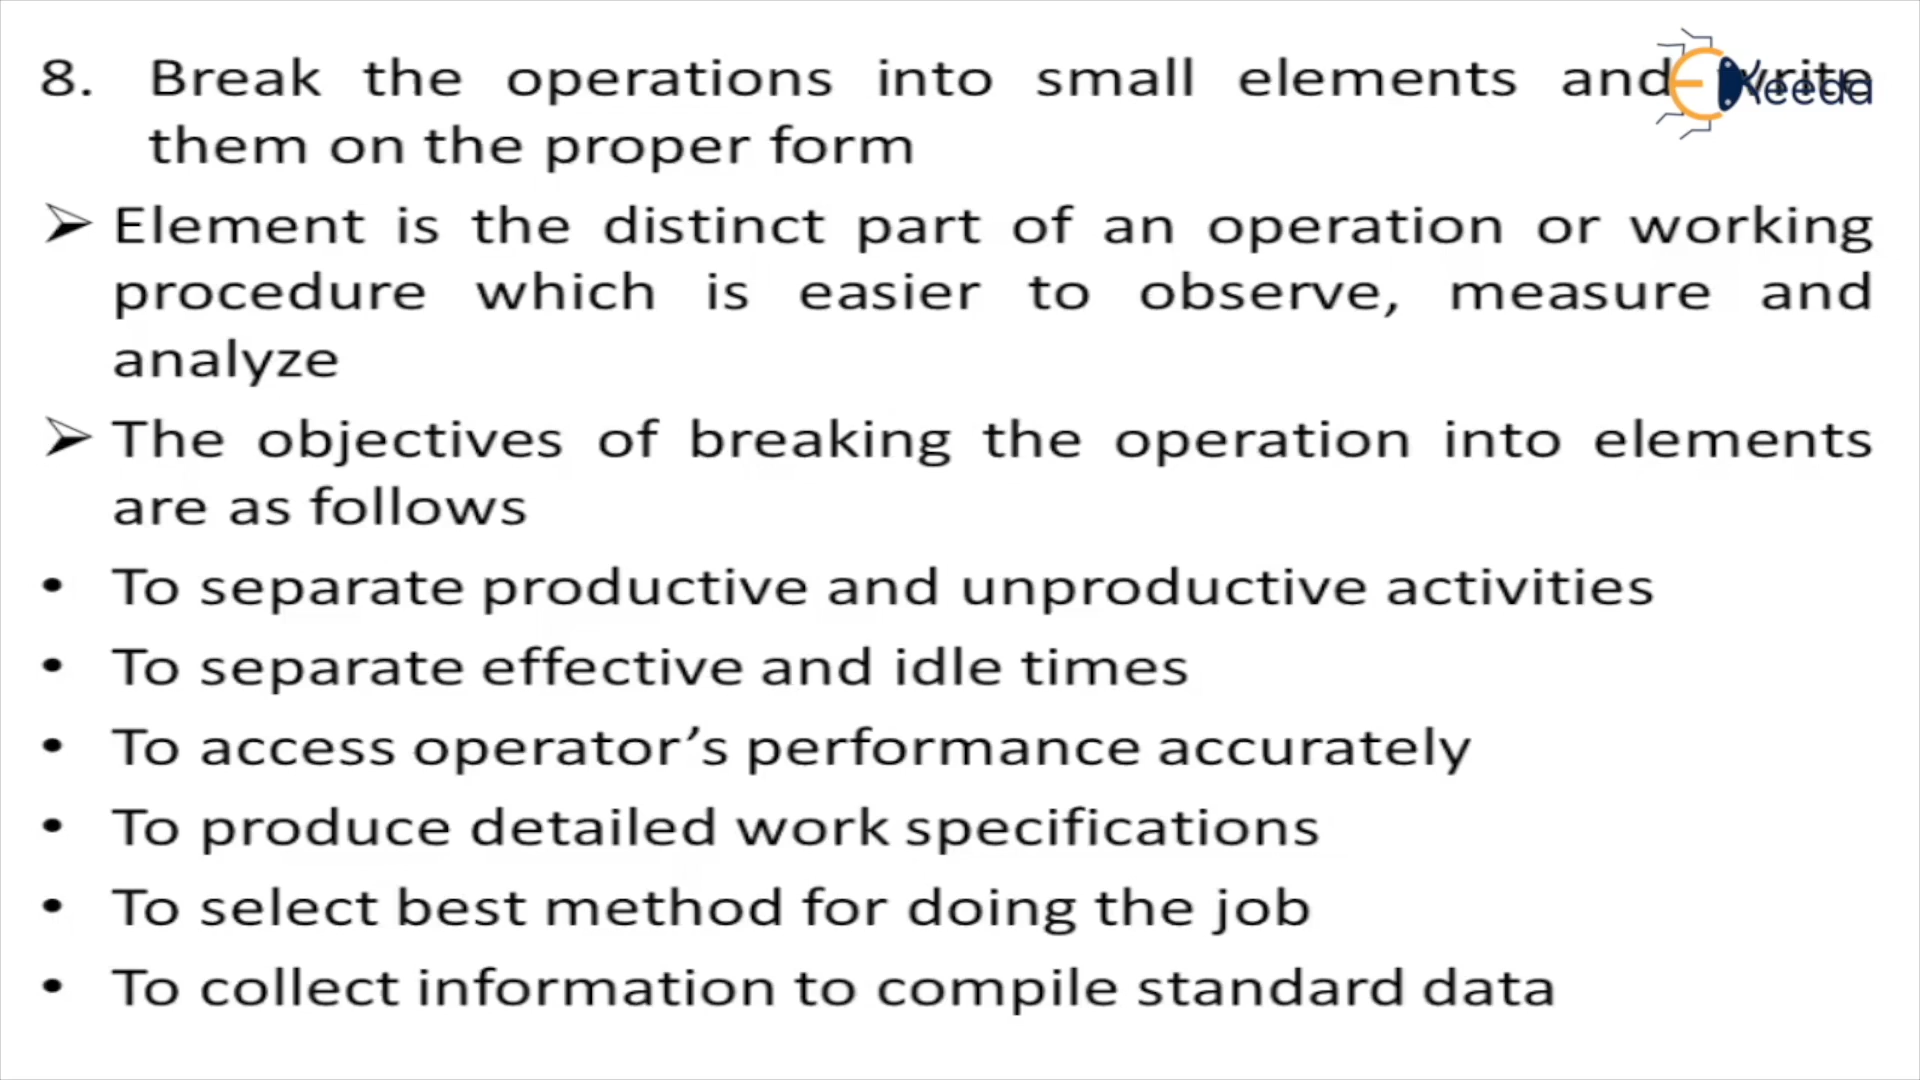 8. Break the operations into small elements and write
them on the proper form
➢ Element is the distinct part of an operation or working
procedure which is easier to observe, measure and
analyze
➢ The objectives of breaking the operation into elements
are as follows
• To separate productive and unproductive activities
• To separate effective and idle times
• To access operator’s performance accurately
• To produce detailed work specifications
• To select best method for doing the job
• To collect information to compile standard data
Ekeeda